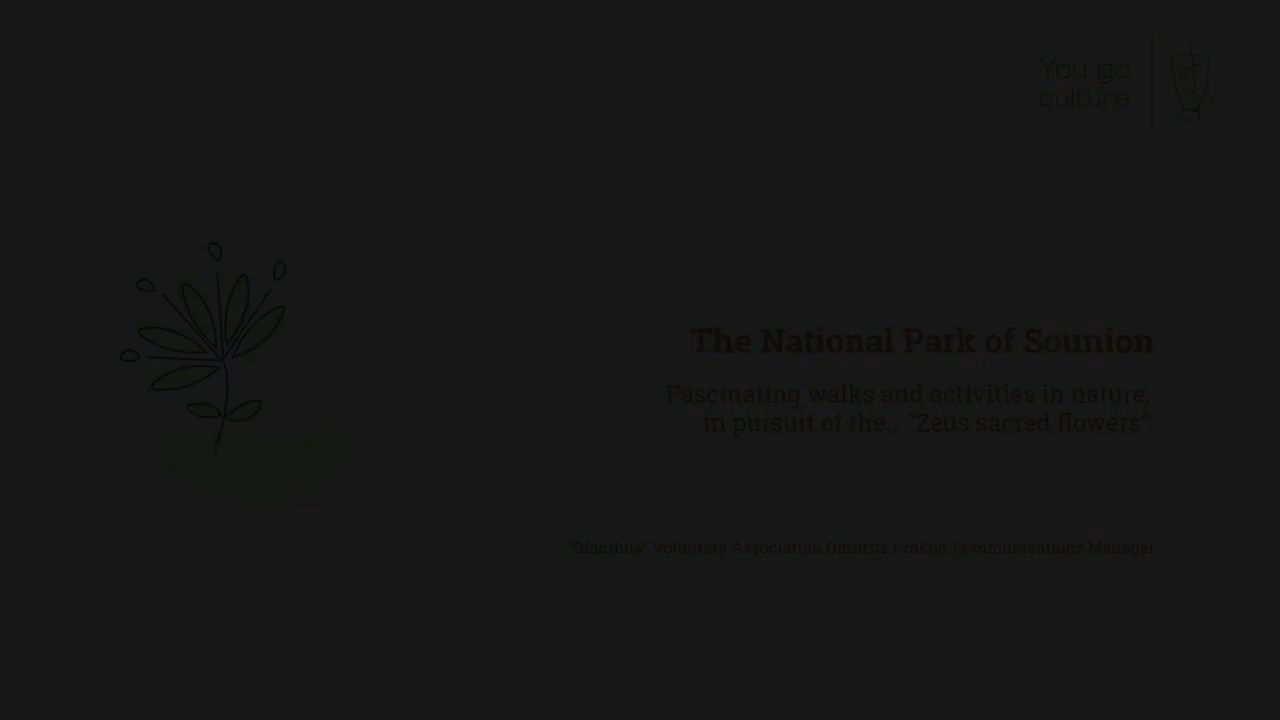 You go
culture
The National Park of Sounion
Fascinating walks and activities in nature,
in pursuit of the... "Zeus sacred flowers"
"Dianthus" Voluntary Association Dimitris Drakos, Communications Manager